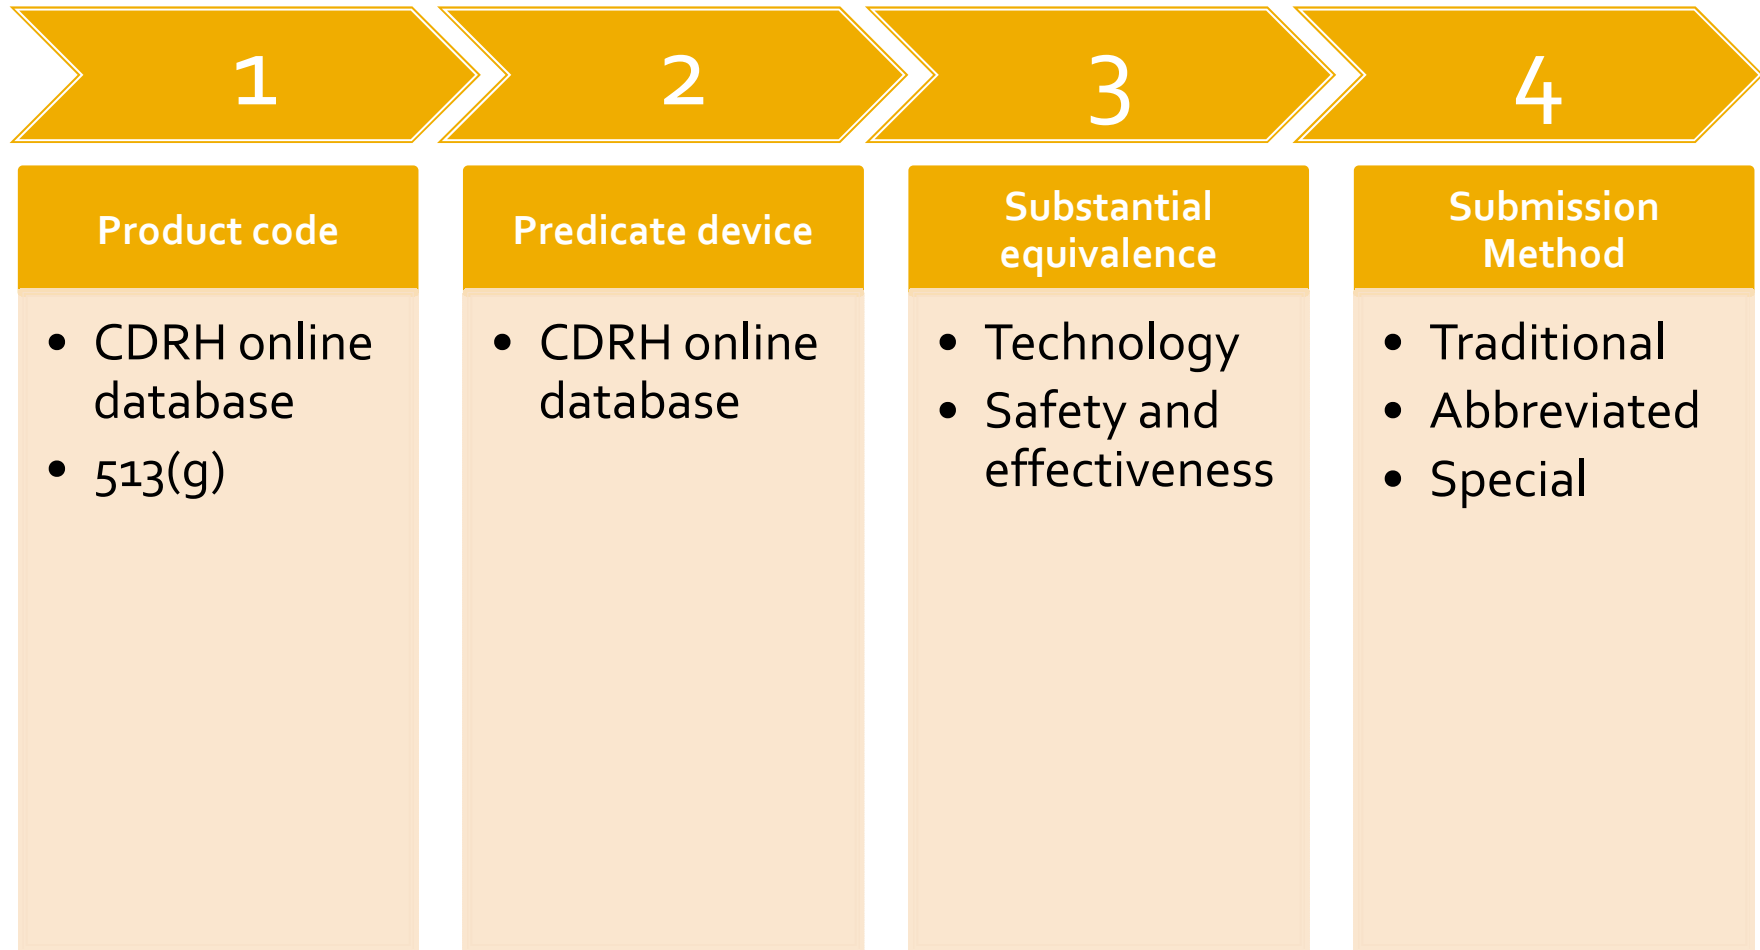 1
2
3
4
Product code
• CDRH online
database
• 513(g)
Predicate device
• CDRH online
database
Substantial
equivalence
• Technology
• Safety and
effectiveness
Submission
Method
• Traditional
• Abbreviated
• Special